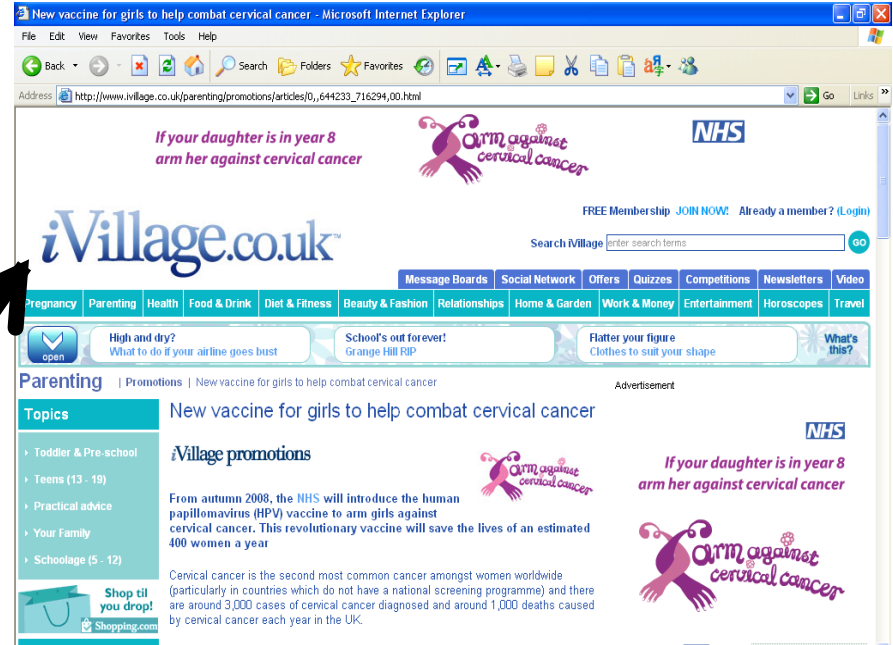 New vaccine for girls to help combat cervical cancer - Microsoft Internet Explorer
File Edit View Favorites Tools Help
Back Search Folders Favorites
Address http://www.ivillage.co.uk/parenting/promotions/articles/0,,644233_716294,00.html Go Links »
If your daughter is in year 8
arm her against cervical cancer
arm against
cervical cancer
NHS
FREE Membership JOIN NOW! Already a member? (Login)
iVillage.co.uk™
Search iVillage enter search terms GO
Message Boards Social Network Offers Quizzes Competitions Newsletters Video
Pregnancy Parenting Health Food & Drink Diet & Fitness Beauty & Fashion Relationships Home & Garden Work & Money Entertainment Horoscopes Travel
open
High and dry?
What to do if your airline goes bust
School's out forever!
Grange Hill RIP
Flatter your figure
Clothes to suit your shape
What's
this?
Parenting | Promotions | New vaccine for girls to help combat cervical cancer
Advertisement
Topics
Toddler & Pre-school
Teens (13 - 19)
Practical advice
Your Family
Schoolage (5 - 12)
Shop til
you drop!
Shopping.com
New vaccine for girls to help combat cervical cancer
iVillage promotions
arm against
cervical cancer
From autumn 2008, the NHS will introduce the human
papillomavirus (HPV) vaccine to arm girls against
cervical cancer. This revolutionary vaccine will save the lives of an estimated
400 women a year
Cervical cancer is the second most common cancer amongst women worldwide
(particularly in countries which do not have a national screening programme) and there
are around 3,000 cases of cervical cancer diagnosed and around 1,000 deaths caused
by cervical cancer each year in the UK.
NHS
If your daughter is in year 8
arm her against cervical cancer
arm against
cervical cancer